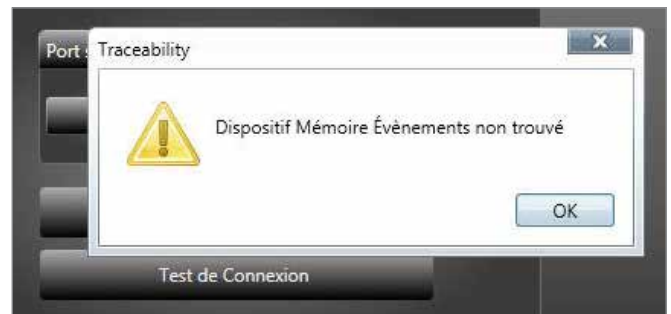 Port s
Traceability
Dispositif Mémoire Évènements non trouvé
OK
Test de Connexion